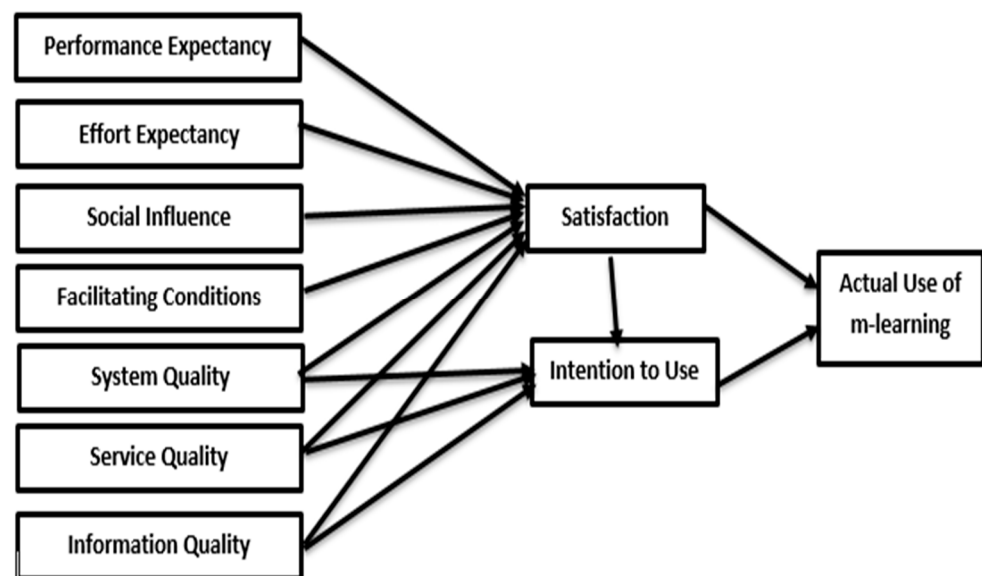 Performance Expectancy
Effort Expectancy
Social Influence
Facilitating Conditions
System Quality
Service Quality
Information Quality
Satisfaction
Intention to Use
Actual Use of
m-learning